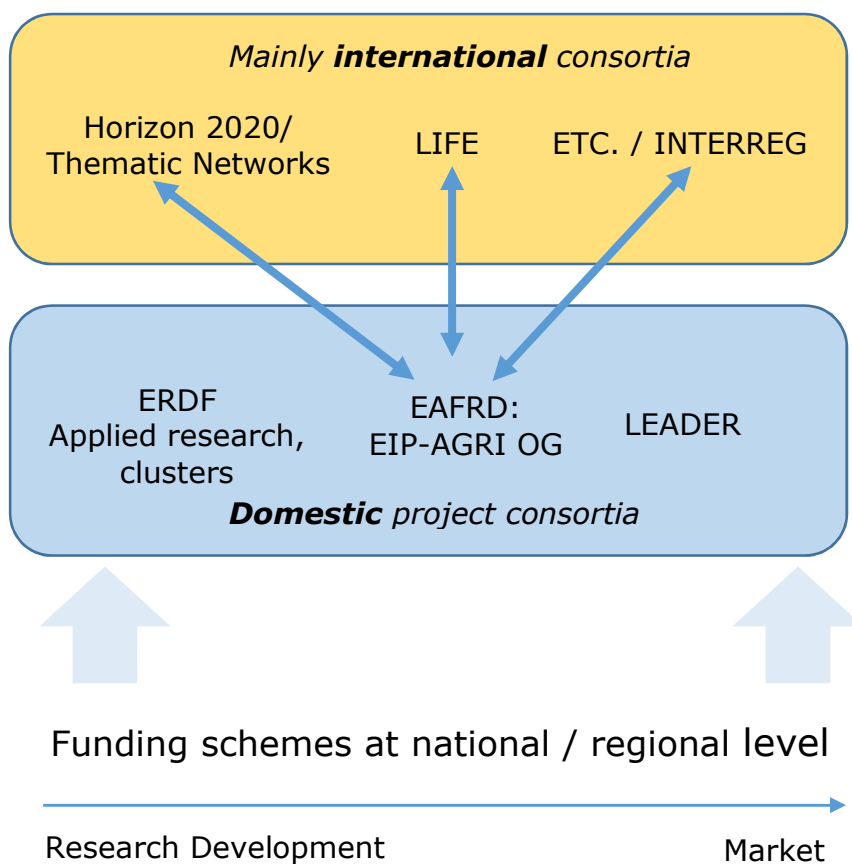 Mainly international consortia
Horizon 2020/
Thematic Networks
LIFE
ETC. / INTERREG
ERDF
Applied research,
clusters
EAFRD:
EIP-AGRI OG
LEADER
Domestic project consortia
Funding schemes at national / regional level
Research Development
Market